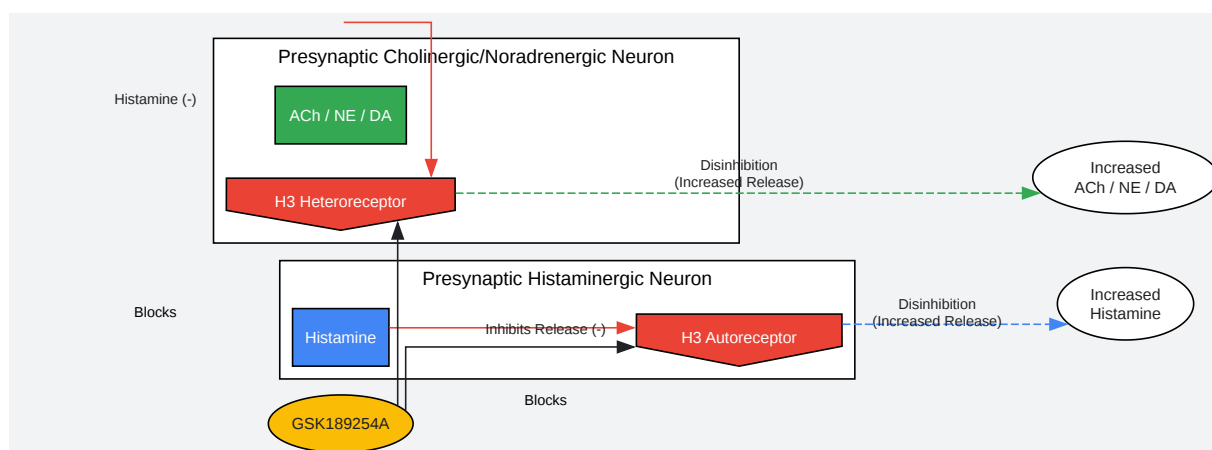 Presynaptic Cholinergic/Noradrenergic Neuron
Histamine (-)
ACh / NE / DA
Disinhibition
(Increased Release)
Increased
ACh / NE / DA
H3 Heteroreceptor
Presynaptic Histaminergic Neuron
Blocks
Histamine
Inhibits Release (-)
H3 Autoreceptor
Disinhibition
(Increased Release)
Increased
Histamine
Blocks
GSK189254A